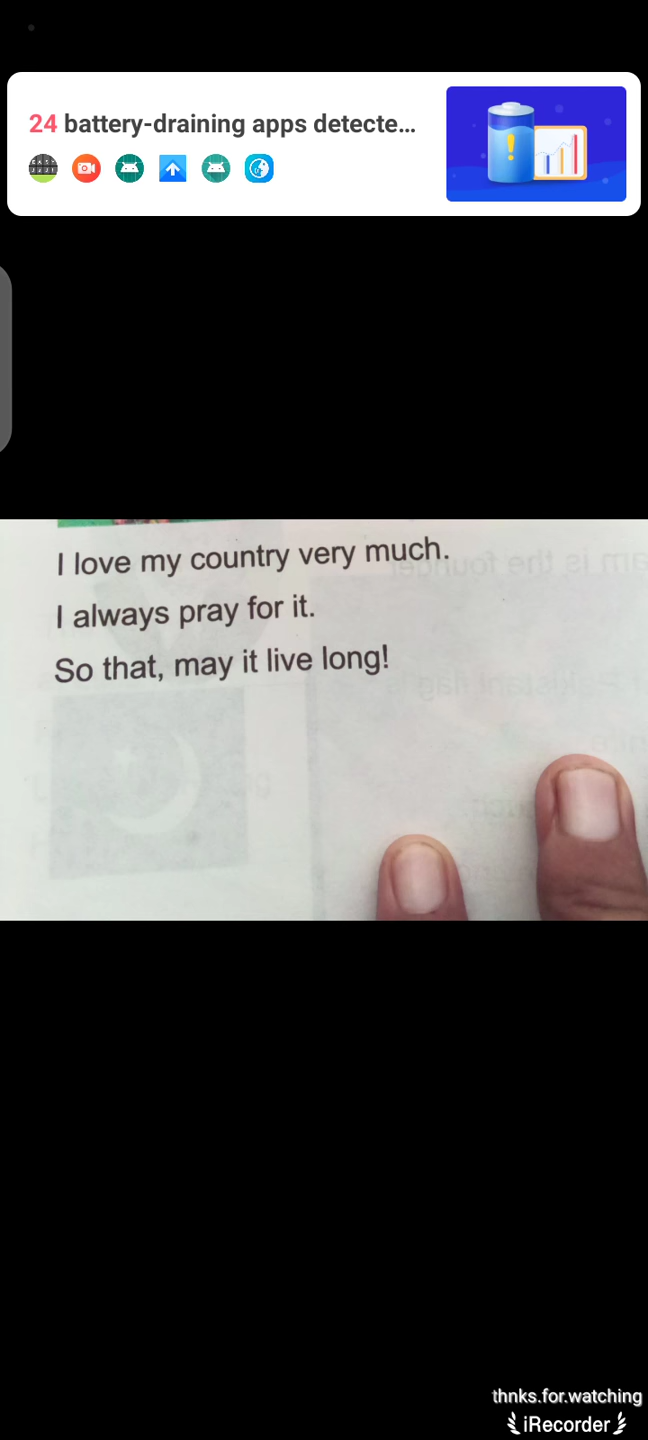 24 battery-draining apps detecte...
I love my country very much.
I always pray for it.
So that, may it live long!
thnks.for.watching
iRecorder